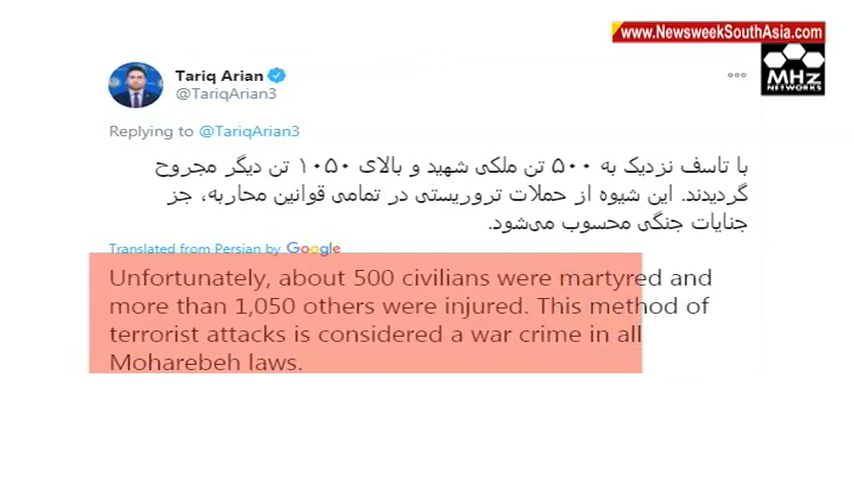 www.NewsweekSouthAsia.com
MHz
NETWORKS
Tariq Arian
@TariqArian3
Replying to @TariqArian3
با تاسف نزدیک به ۵۰۰ تن ملکی شهید و بالای ۱۰۵۰ تن دیگر مجروح
گردیدند. این شیوه از حملات تروریستی در تمامی قوانین محاربه، جز
جنایات جنگی محسوب می‌شود.
Translated from Persian by Google
Unfortunately, about 500 civilians were martyred and
more than 1,050 others were injured. This method of
terrorist attacks is considered a war crime in all
Moharebeh laws.